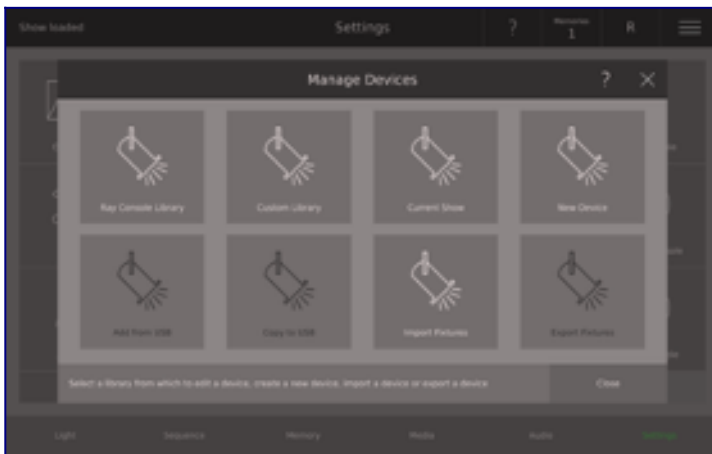 Show loaded
Settings
?
Memories
1
R
Manage Devices
?
Ray Console Library
Custom Library
Current Show
New Device
Add from USB
Copy to USB
Import Fixtures
Export Fixtures
Select a library from which to edit a device, create a new device, import a device or export a device
Close
Light
Sequence
Memory
Media
Audio
Settings